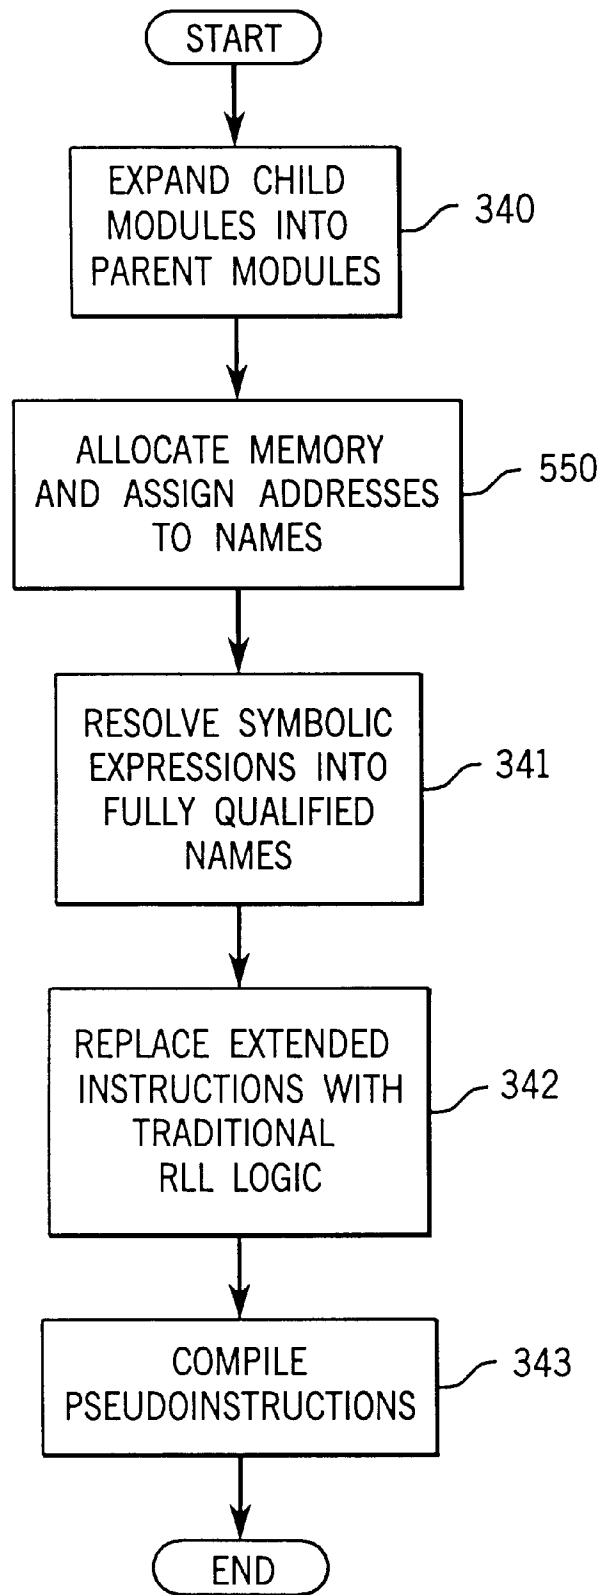 START
EXPAND CHILD
MODULES INTO
PARENT MODULES
340
ALLOCATE MEMORY
AND ASSIGN ADDRESSES
TO NAMES
550
RESOLVE SYMBOLIC
EXPRESSIONS INTO
FULLY QUALIFIED
NAMES
341
REPLACE EXTENDED
INSTRUCTIONS WITH
TRADITIONAL
RLL LOGIC
342
COMPILE
PSEUDOINSTRUCTIONS
343
END